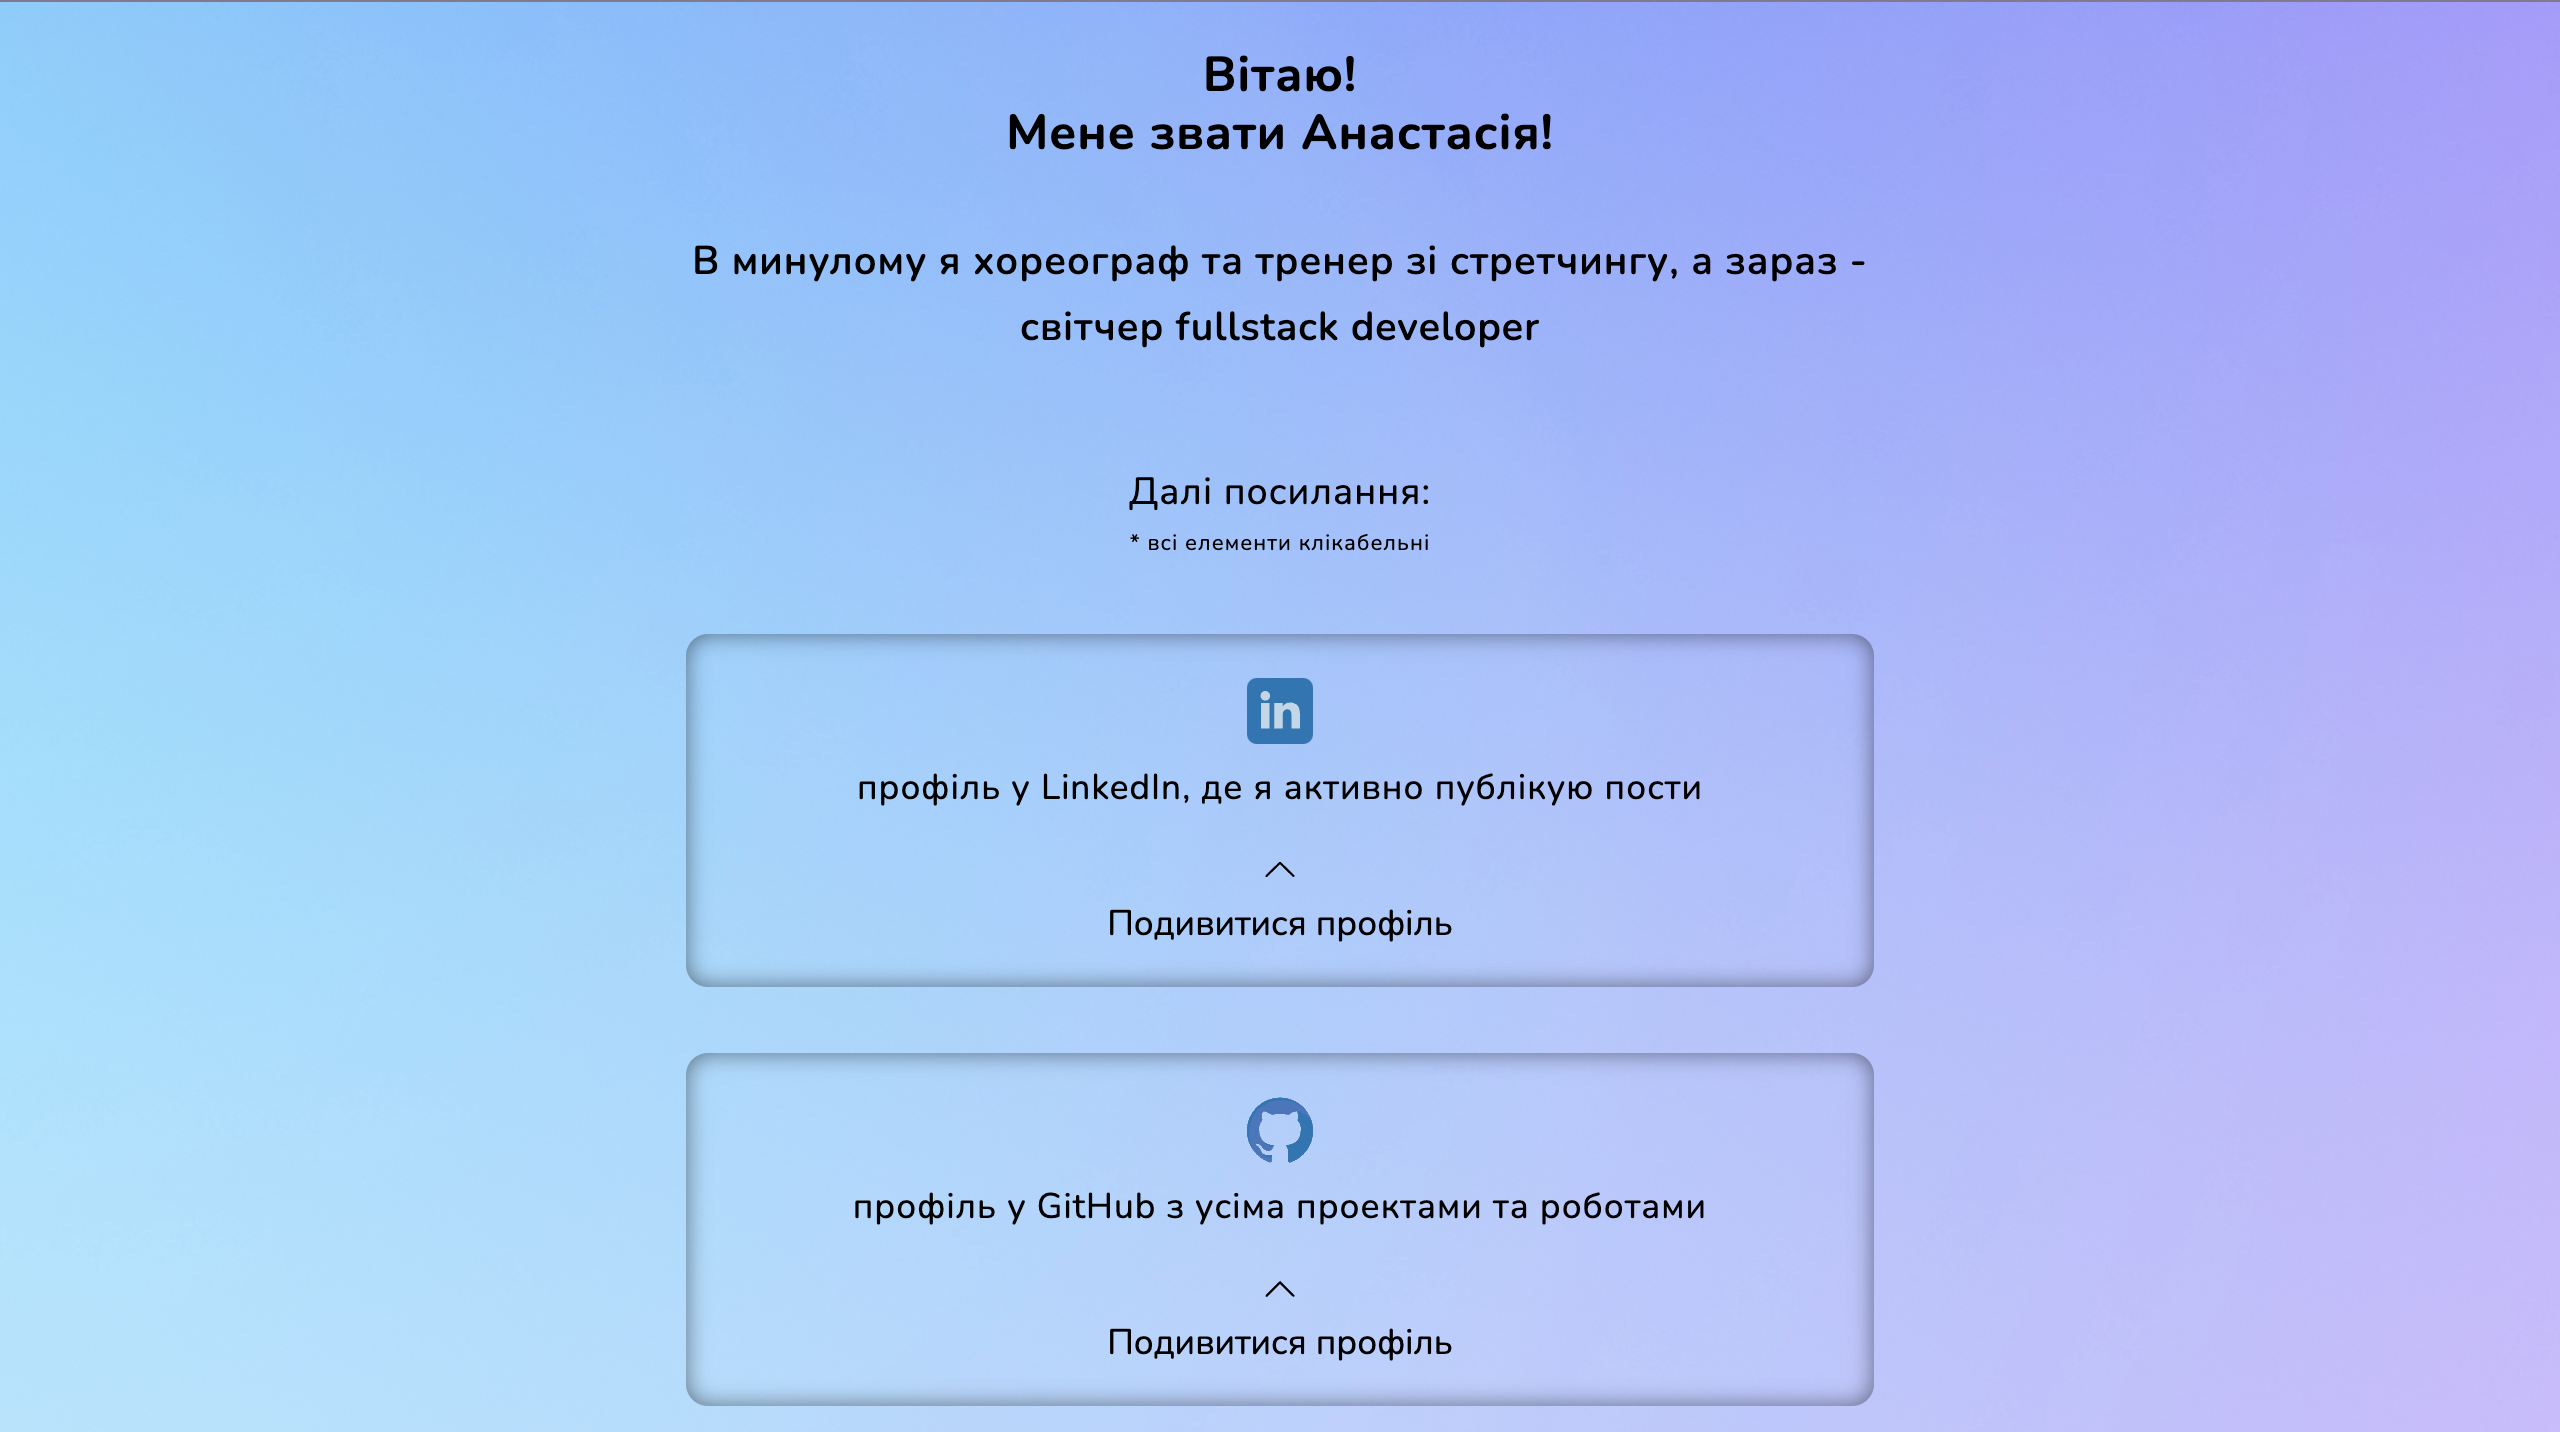 Вітаю!
Мене звати Анастасія!
В минулому я хореограф та тренер зі стретчингу, а зараз -
світчер fullstack developer
Далі посилання:
* всі елементи клікабельні
in
профіль у LinkedIn, де я активно публікую пости
Подивитися профіль
профіль у GitHub з усіма проектами та роботами
Подивитися профіль